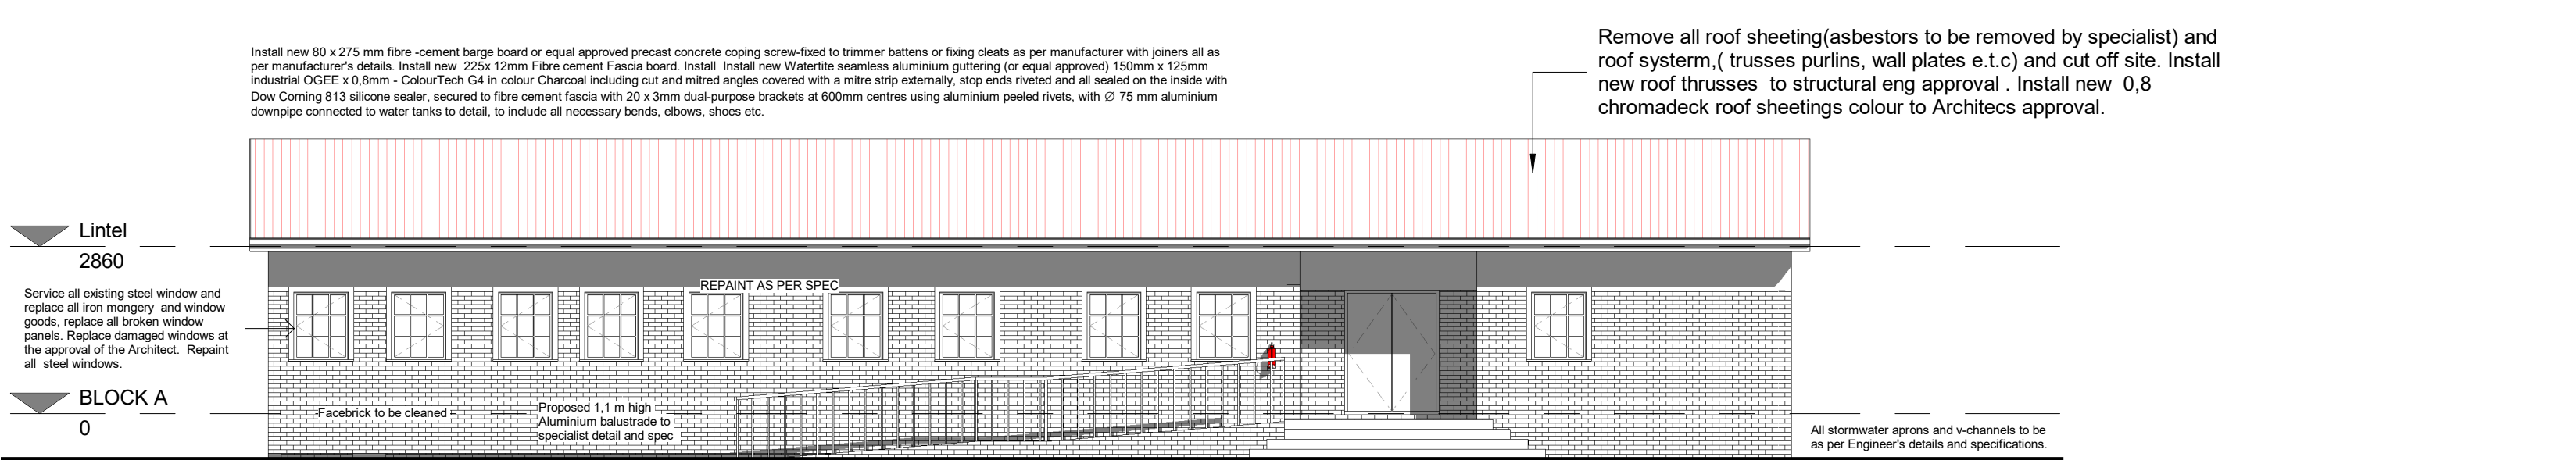 Install new 80 x 275 mm fibre -cement barge board or equal approved precast concrete coping screw-fixed to trimmer battens or fixing cleats as per manufacturer with joiners all as
per manufacturer's details. Install new  225x 12mm Fibre cement Fascia board. Install  Install new Watertite seamless aluminium guttering (or equal approved) 150mm x 125mm
industrial OGEE x 0,8mm - ColourTech G4 in colour Charcoal including cut and mitred angles covered with a mitre strip externally, stop ends riveted and all sealed on the inside with
Dow Corning 813 silicone sealer, secured to fibre cement fascia with 20 x 3mm dual-purpose brackets at 600mm centres using aluminium peeled rivets, with ∅ 75 mm aluminium
downpipe connected to water tanks to detail, to include all necessary bends, elbows, shoes etc.
Remove all roof sheeting(asbestors to be removed by specialist) and
roof systerm,( trusses purlins, wall plates e.t.c) and cut off site. Install
new roof thrusses  to structural eng approval . Install new  0,8
chromadeck roof sheetings colour to Architecs approval.
Lintel
2860
Service all existing steel window and
replace all iron mongery  and window
goods, replace all broken window
panels. Replace damaged windows at
the approval of the Architect.  Repaint
all  steel windows.
REPAINT AS PER SPEC
BLOCK A
0
Facebrick to be cleaned
Proposed 1,1 m high
Aluminium balustrade to
specialist detail and spec
All stormwater aprons and v-channels to be
as per Engineer's details and specifications.